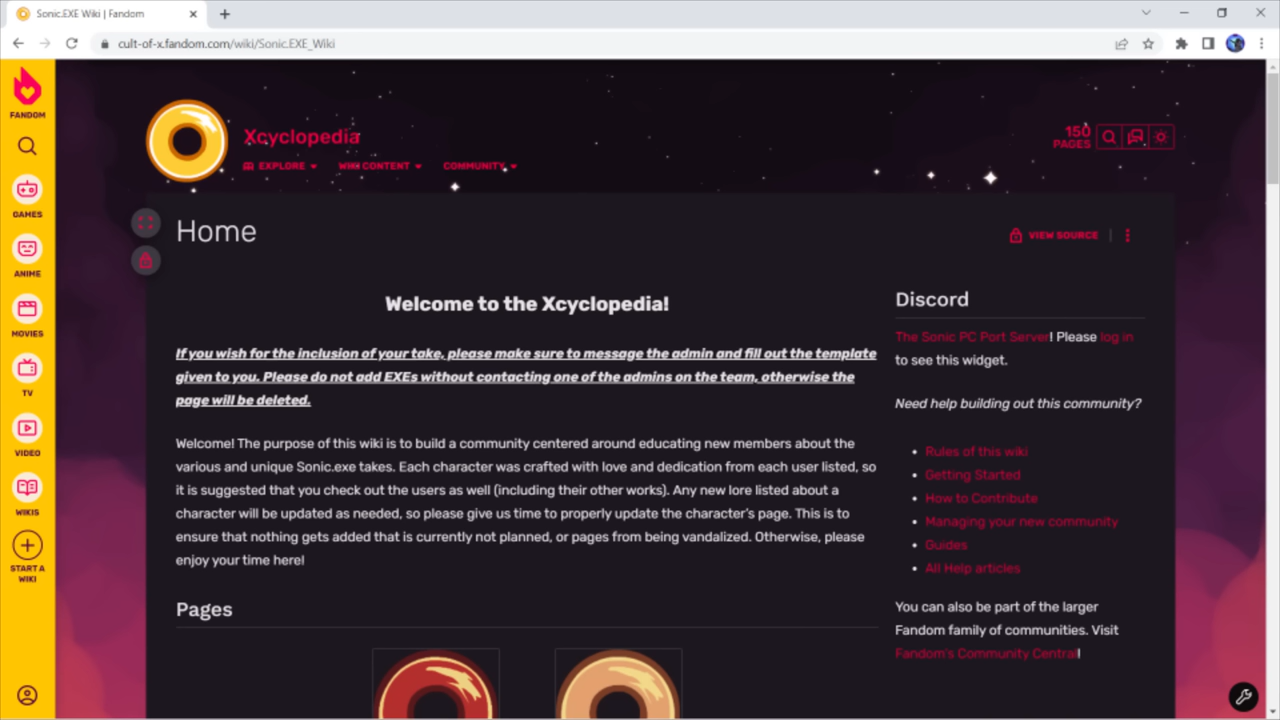 Sonic.EXE Wiki | Fandom
cult-of-x.fandom.com/wiki/Sonic.EXE_Wiki
FANDOM
GAMES
ANIME
MOVIES
TV
VIDEO
WIKIS
START A
WIKI
Xcyclopedia
EXPLORE
WIKI CONTENT
COMMUNITY
150
PAGES
Home
VIEW SOURCE
Welcome to the Xcyclopedia!
If you wish for the inclusion of your take, please make sure to message the admin and fill out the template
given to you. Please do not add EXEs without contacting one of the admins on the team, otherwise the
page will be deleted.
Welcome! The purpose of this wiki is to build a community centered around educating new members about the
various and unique Sonic.exe takes. Each character was crafted with love and dedication from each user listed, so
it is suggested that you check out the users as well (including their other works). Any new lore listed about a
character will be updated as needed, so please give us time to properly update the character's page. This is to
ensure that nothing gets added that is currently not planned, or pages from being vandalized. Otherwise, please
enjoy your time here!
Pages
Discord
The Sonic PC Port Server! Please log in
to see this widget.
Need help building out this community?
Rules of this wiki
Getting Started
How to Contribute
Managing your new community
Guides
All Help articles
You can also be part of the larger
Fandom family of communities. Visit
Fandom's Community Central!